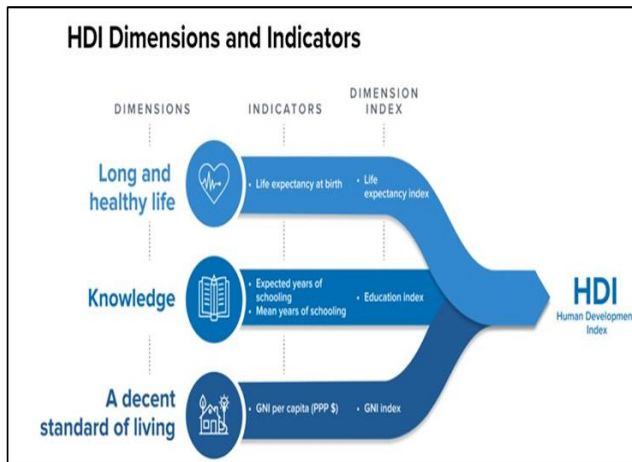 HDI Dimensions and Indicators
DIMENSIONS
INDICATORS
DIMENSION
INDEX
Long and
healthy life
• Life expectancy at birth
• Life
expectancy index
Knowledge
• Expected years of
schooling
• Mean years of schooling
• Education index
HDI
Human Development
Index
A decent
standard of living
• GNI per capita (PPP $)
• GNI index